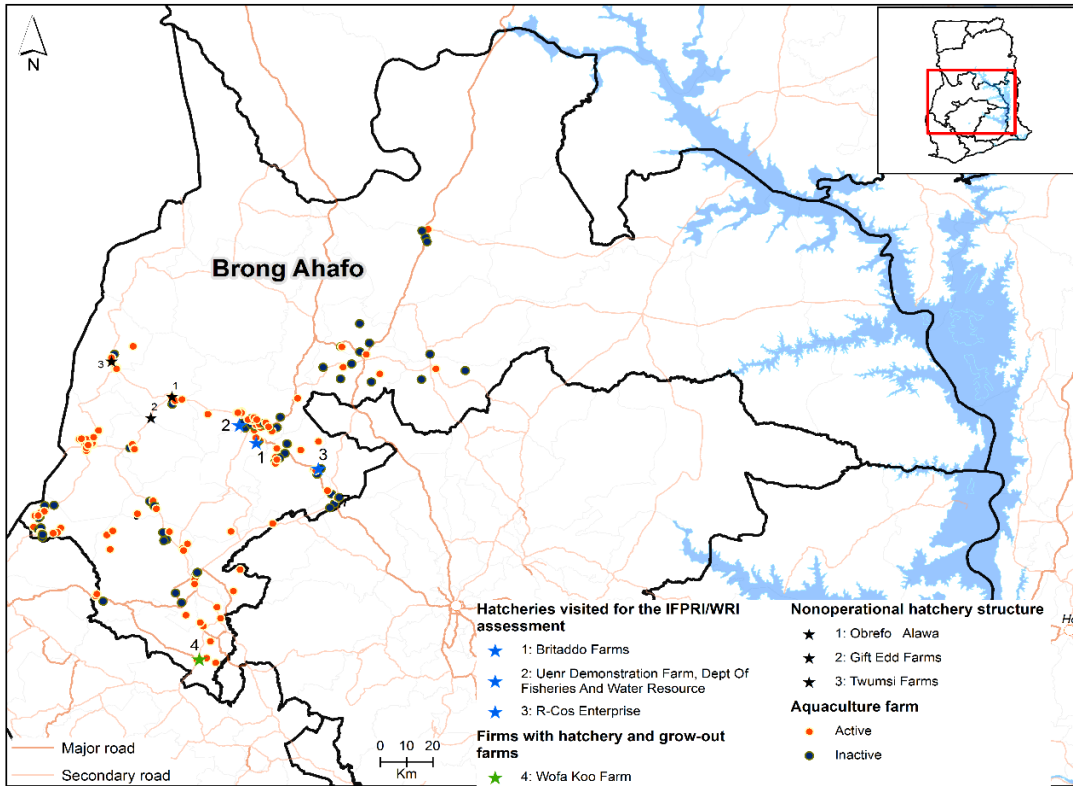 N
Brong Ahafo
3
1
2
2
1
3
4
Hatcheries visited for the IFPRI/WRI
assessment
1: Britaddo Farms
2: Uenr Demonstration Farm, Dept Of
Fisheries And Water Resource
3: R-Cos Enterprise
Firms with hatchery and grow-out
farms
4: Wofa Koo Farm
Nonoperational hatchery structure
1: Obrefo Alawa
2: Gift Edd Farms
3: Twumsi Farms
Aquaculture farm
Active
Inactive
Major road
Secondary road
0 10 20
Km